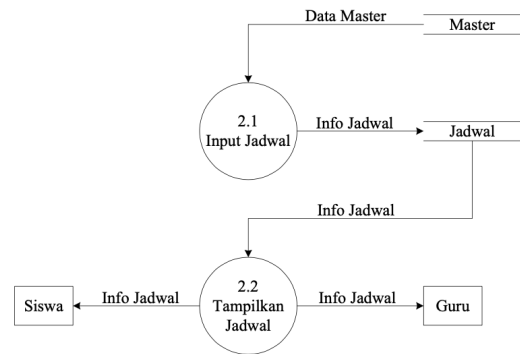 Data Master
Master
2.1
Input Jadwal
Info Jadwal
Jadwal
Info Jadwal
Siswa
Info Jadwal
2.2
Tampilkan
Jadwal
Info Jadwal
Guru